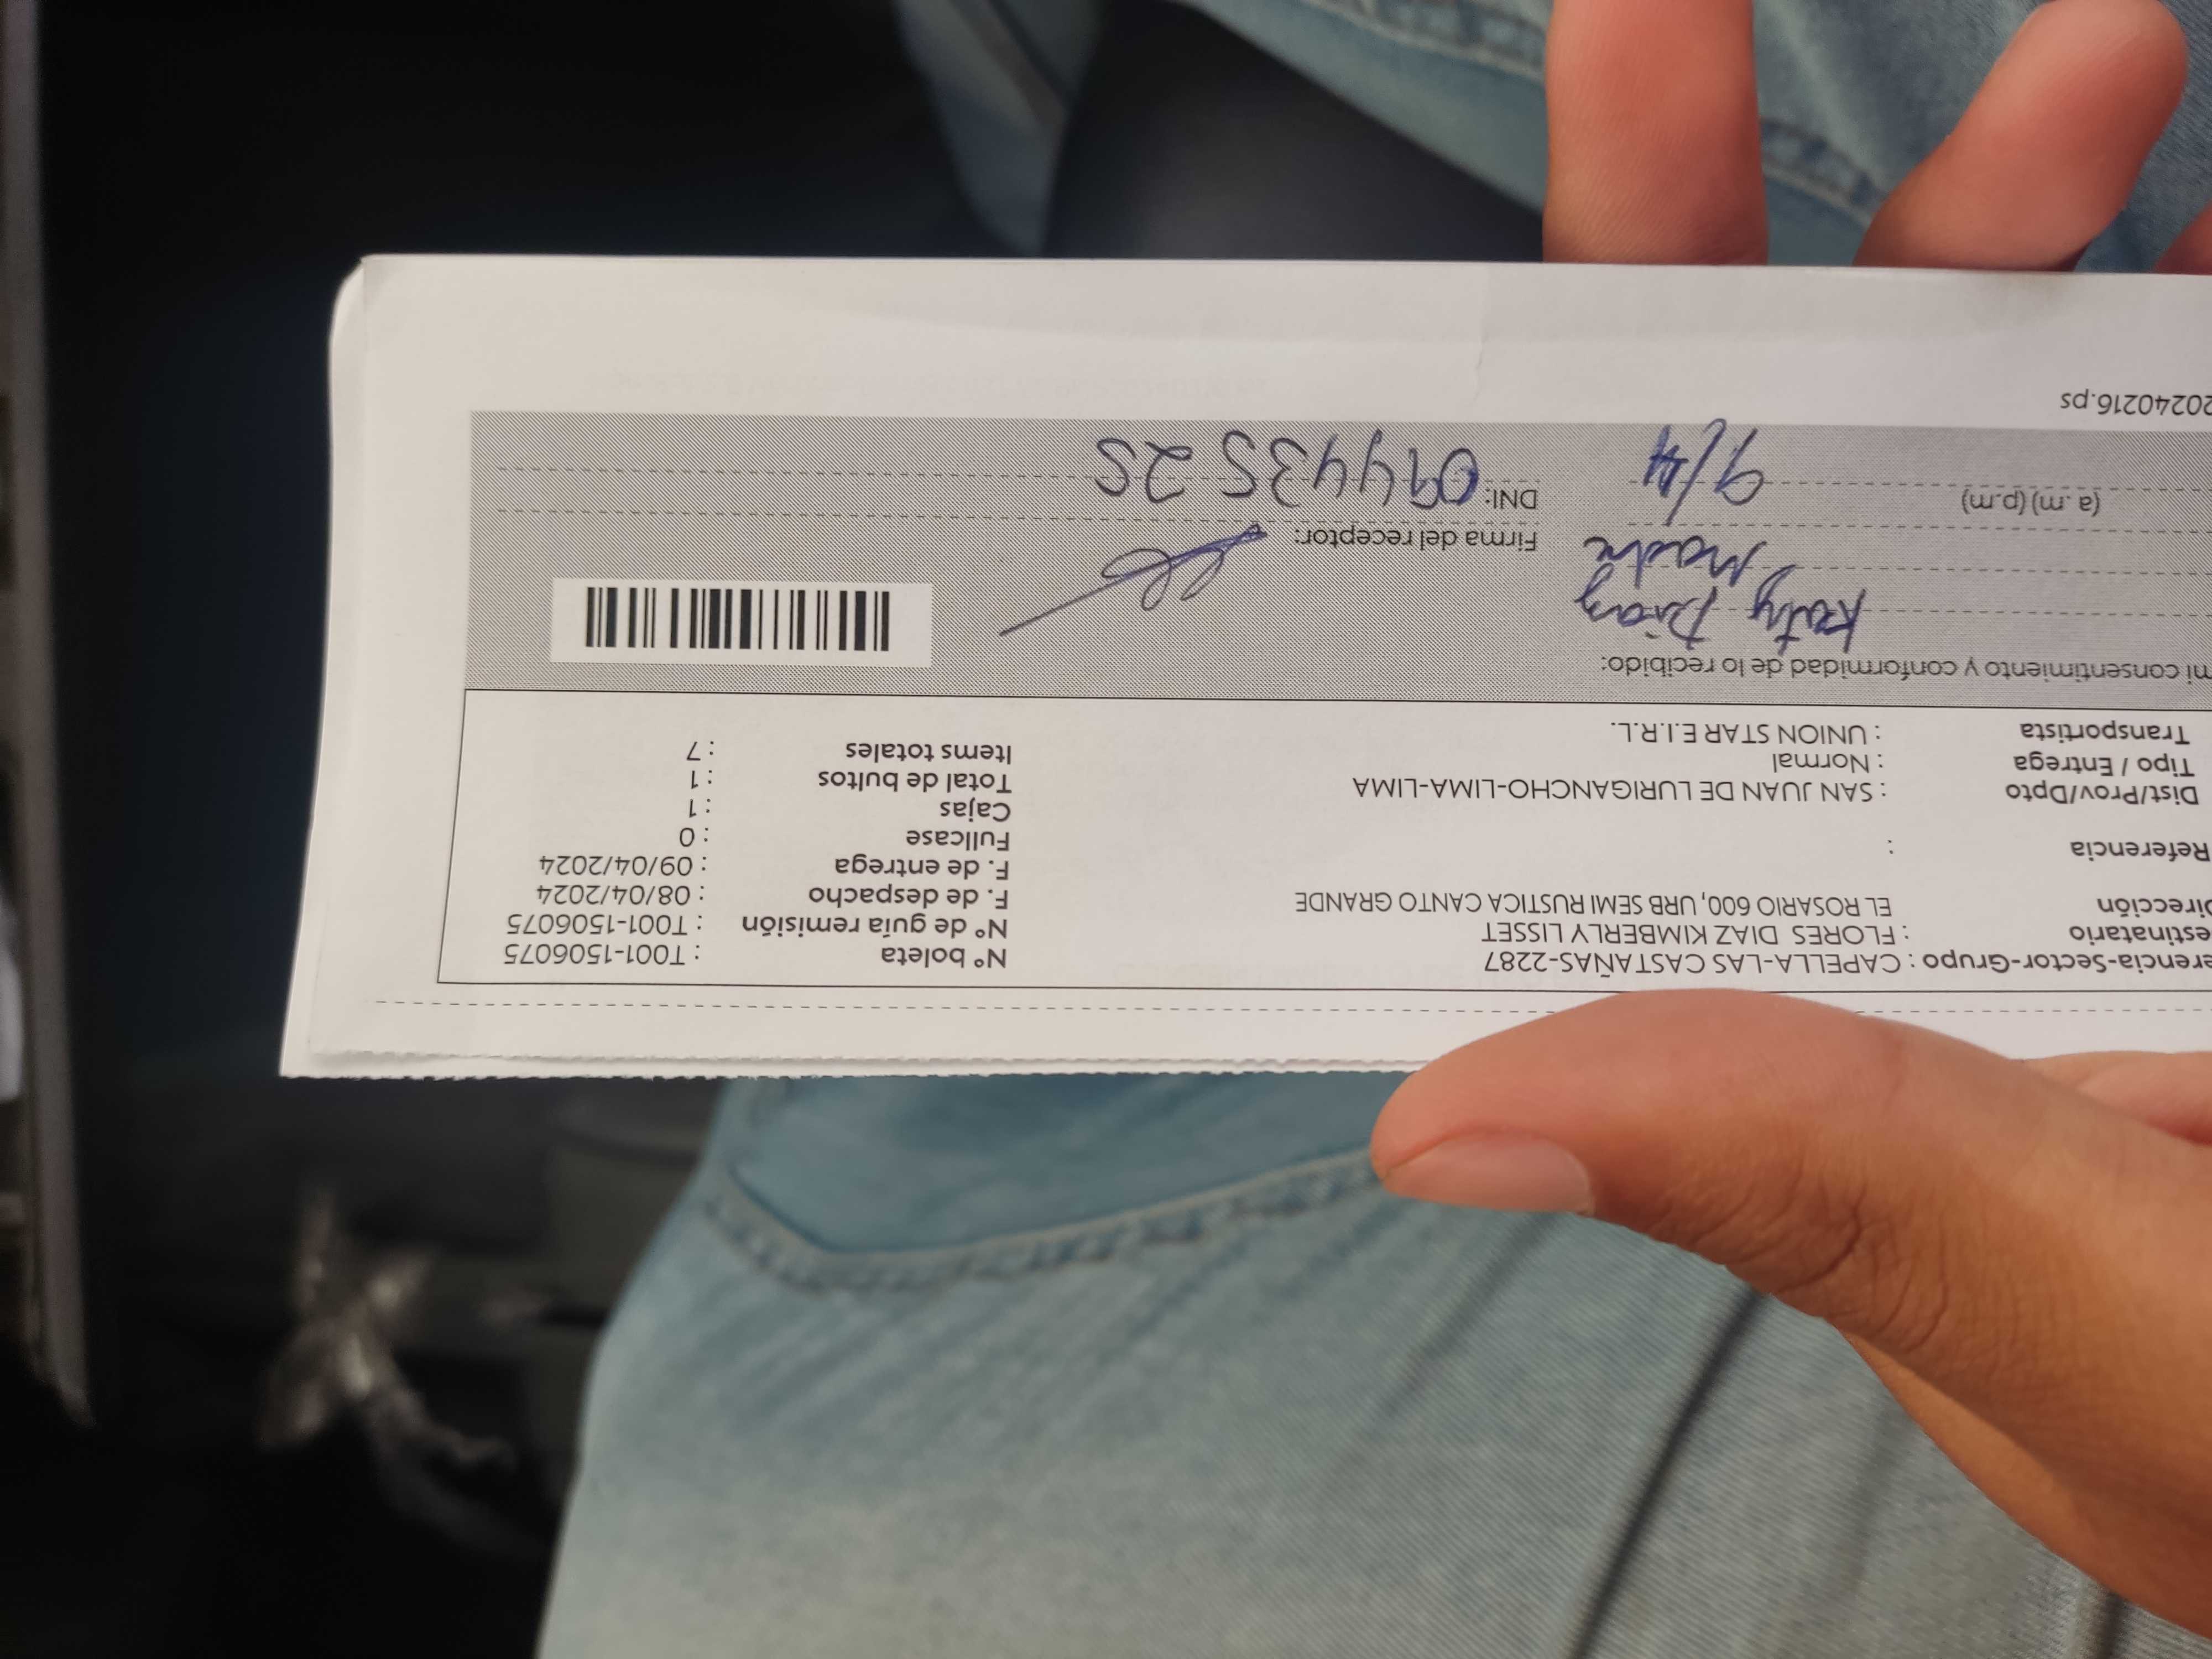 erencia-Sector-Grupo : CAPELLA-LAS CASTAÑAS-2287
estinatario : FLORES DIAZ KIMBERLY LISSET
Dirección EL ROSARIO 600, URB SEMI RUSTICA CANTO GRANDE
Referencia :
Dist/Prov/Dpto : SAN JUAN DE LURIGANCHO-LIMA-LIMA
Tipo / Entrega : Normal
Transportista : UNION STAR E.I.R.L.
N° boleta : T001-1506075
N° de guía remisión : T001-1506075
F. de despacho : 08/04/2024
F. de entrega : 09/04/2024
Fullcase : 0
Cajas : 1
Total de bultos : 1
Items totales : 7
mi consentimiento y conformidad de lo recibido:
Katy Diaz
Madre
Firma del receptor:
(a .m) (p.m) 9/4
DNI: 09443525
20240216.ps